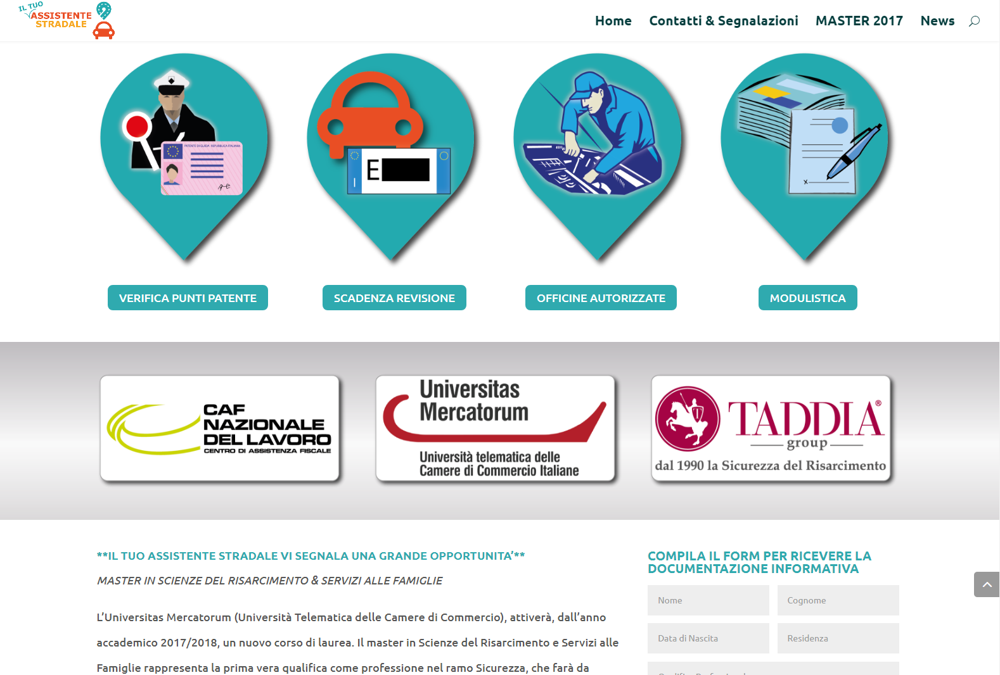 IL TUO
ASSISTENTE
STRADALE
Home
Contatti & Segnalazioni
MASTER 2017
News
PATENTE DI GUIDA REPUBBLICA ITALIANA
E
I
x
VERIFICA PUNTI PATENTE
SCADENZA REVISIONE
OFFICINE AUTORIZZATE
MODULISTICA
CAF
NAZIONALE
DEL LAVORO
CENTRO DI ASSISTENZA FISCALE
Universitas
Mercatorum
Università telematica delle
Camere di Commercio Italiane
TADDIA®
group
dal 1990 la Sicurezza del Risarcimento
**IL TUO ASSISTENTE STRADALE VI SEGNALA UNA GRANDE OPPORTUNITA’**
MASTER IN SCIENZE DEL RISARCIMENTO & SERVIZI ALLE FAMIGLIE
L’Universitas Mercatorum (Università Telematica delle Camere di Commercio), attiverà, dall’anno
accademico 2017/2018, un nuovo corso di laurea. Il master in Scienze del Risarcimento e Servizi alle
Famiglie rappresenta la prima vera qualifica come professione nel ramo Sicurezza, che farà da
COMPILA IL FORM PER RICEVERE LA
DOCUMENTAZIONE INFORMATIVA
Nome
Cognome
Data di Nascita
Residenza